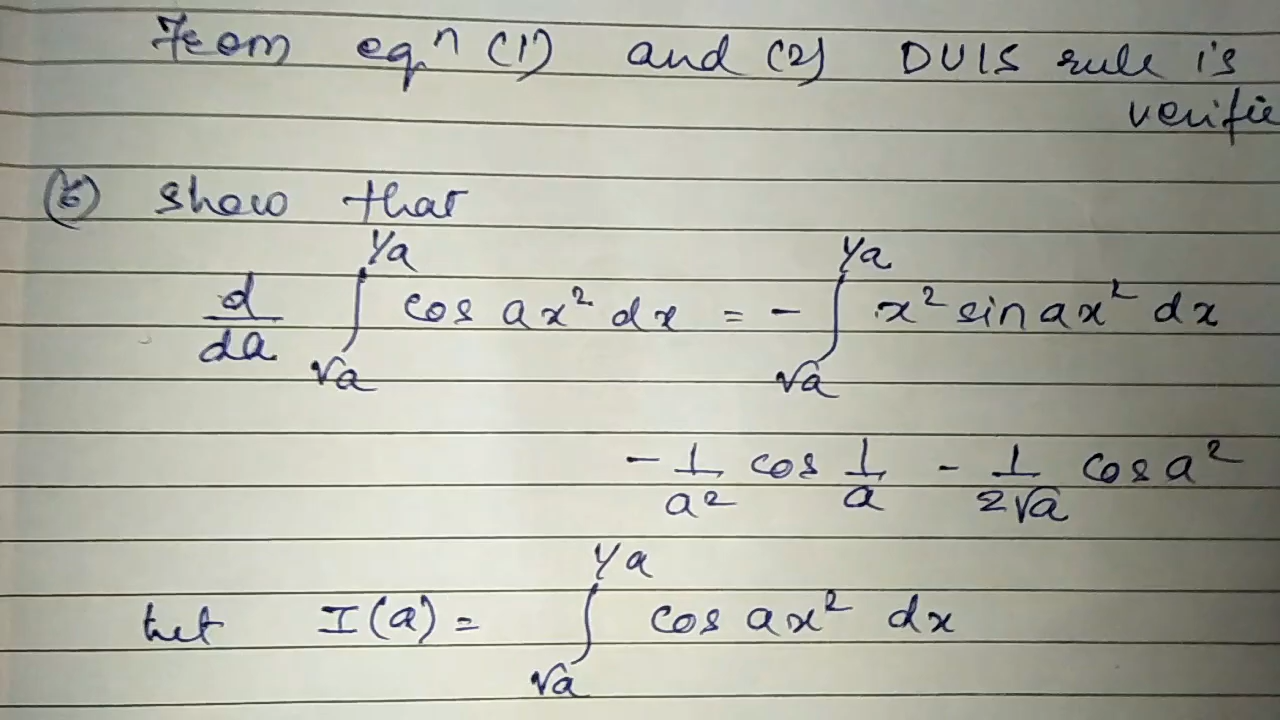 From eqⁿ (1) and (2) DUIS rule is
verifie
(6) show that
d/da ∫_{√a}^{1/a} cos ax² dx = - ∫_{√a}^{1/a} x² sin ax² dx
- 1/a² cos 1/a - 1/2√a cos a²
Let I(a) = ∫_{√a}^{1/a} cos ax² dx